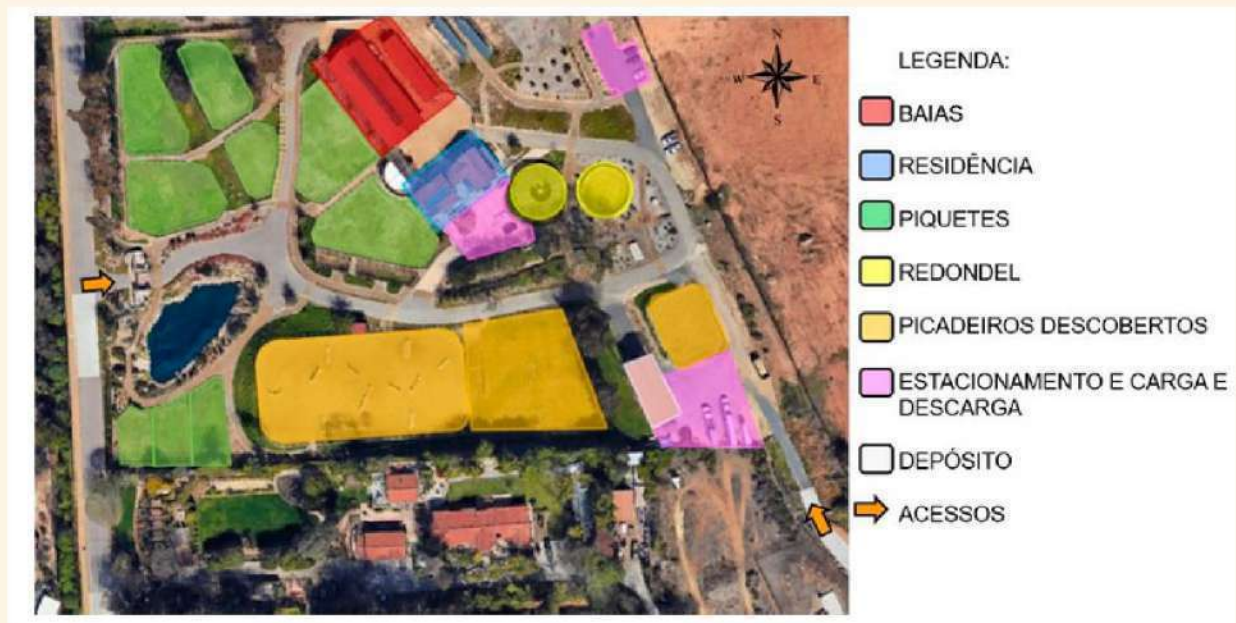 N
W E
S
LEGENDA:
BAIAS
RESIDÊNCIA
PIQUETES
REDONDEL
PICADEIROS DESCOBERTOS
ESTACIONAMENTO E CARGA E
DESCARGA
DEPÓSITO
ACESSOS